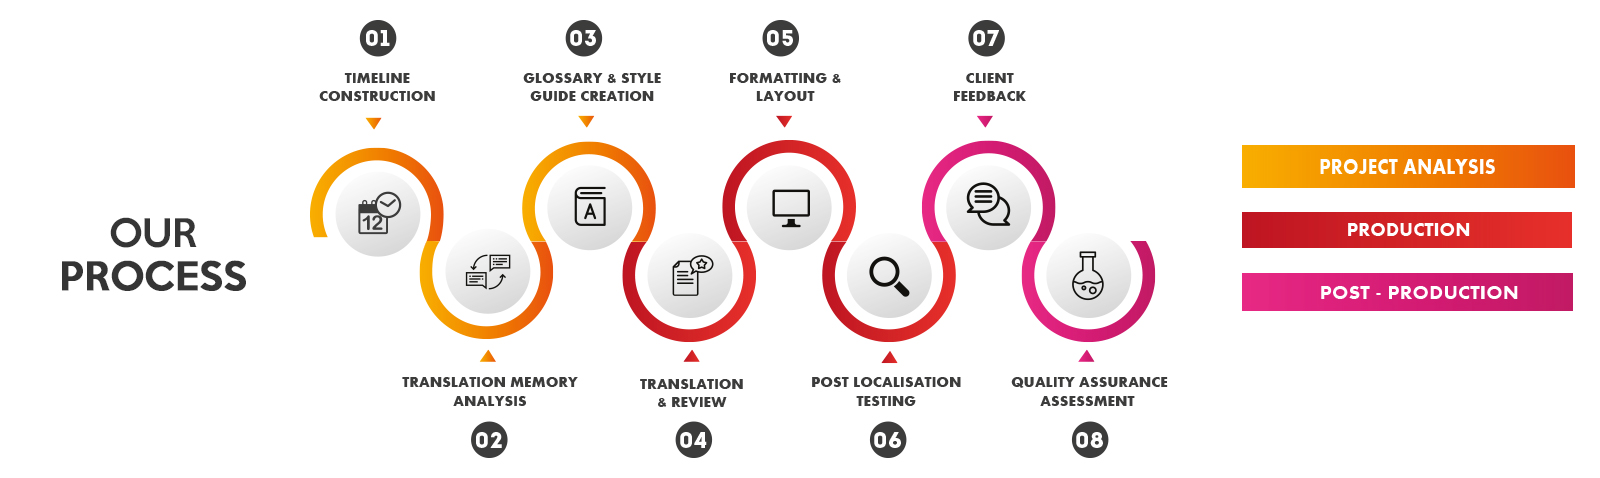 OUR
PROCESS
01
TIMELINE
CONSTRUCTION
12
02
TRANSLATION MEMORY
ANALYSIS
03
GLOSSARY & STYLE
GUIDE CREATION
A
04
TRANSLATION
& REVIEW
05
FORMATTING &
LAYOUT
06
POST LOCALISATION
TESTING
07
CLIENT
FEEDBACK
08
QUALITY ASSURANCE
ASSESSMENT
PROJECT ANALYSIS
PRODUCTION
POST - PRODUCTION